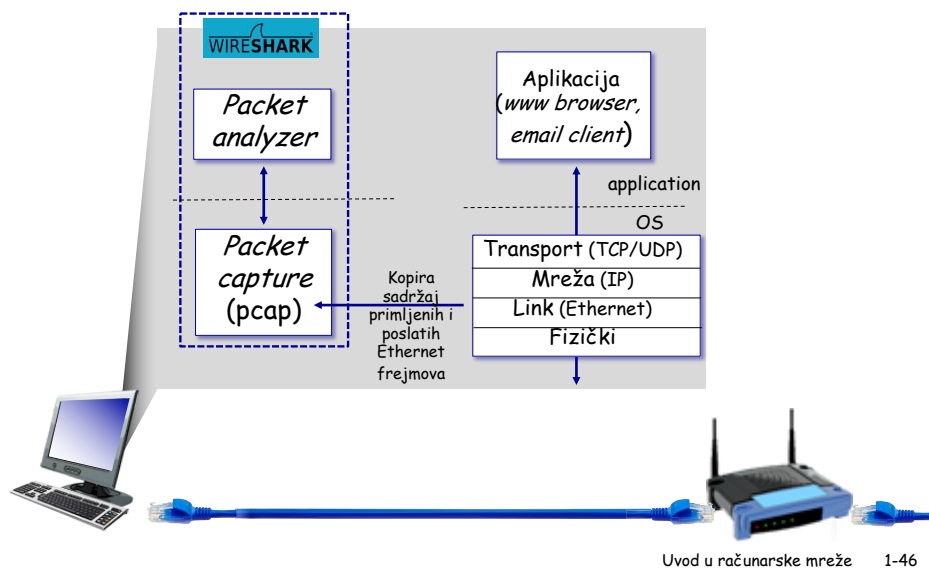 WIRESHARK
Packet
analyzer
Packet
capture
(pcap)
Kopira
sadržaj
primljenih i
poslatih
Ethernet
frejmova
Aplikacija
(www browser,
email client)
application
OS
Transport (TCP/UDP)
Mreža (IP)
Link (Ethernet)
Fizički
Uvod u računarske mreže 1-46